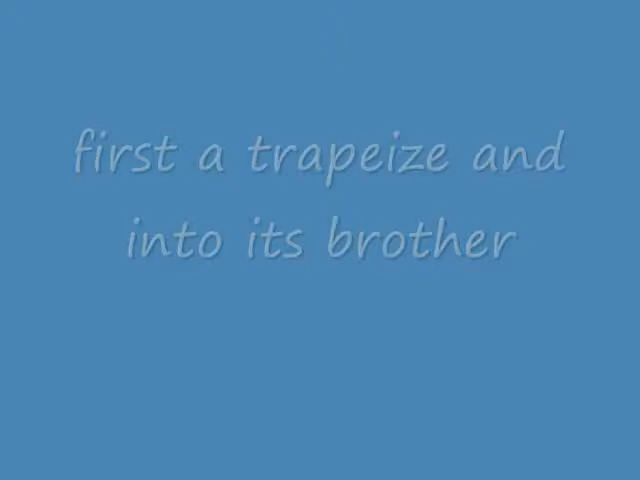 first a trapeize and
into its brother